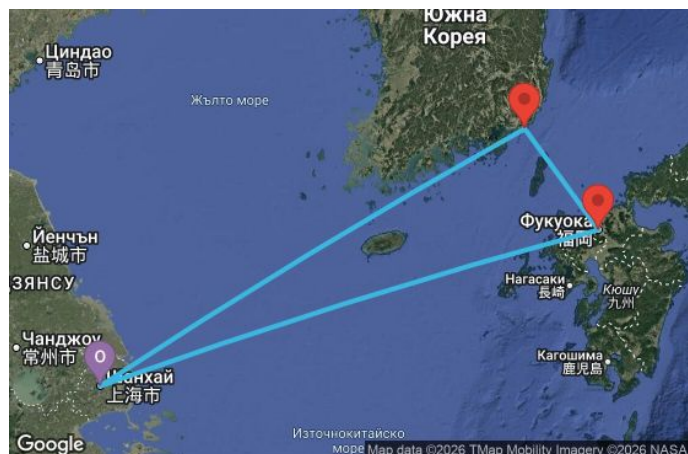 Южна
Корея
Циндао
青岛市
Жълто море
Фукуока
福岡
Йенчън
盐城市
ДЗЯНСУ
Нагасаки
長崎
Кюшу
九州
Чанджоу
常州市
O
Шанхай
上海市
Кагошима
鹿児島
Източнокитайско
море
Google
Map data ©2026 TMap Mobility Imagery ©2026 NASA